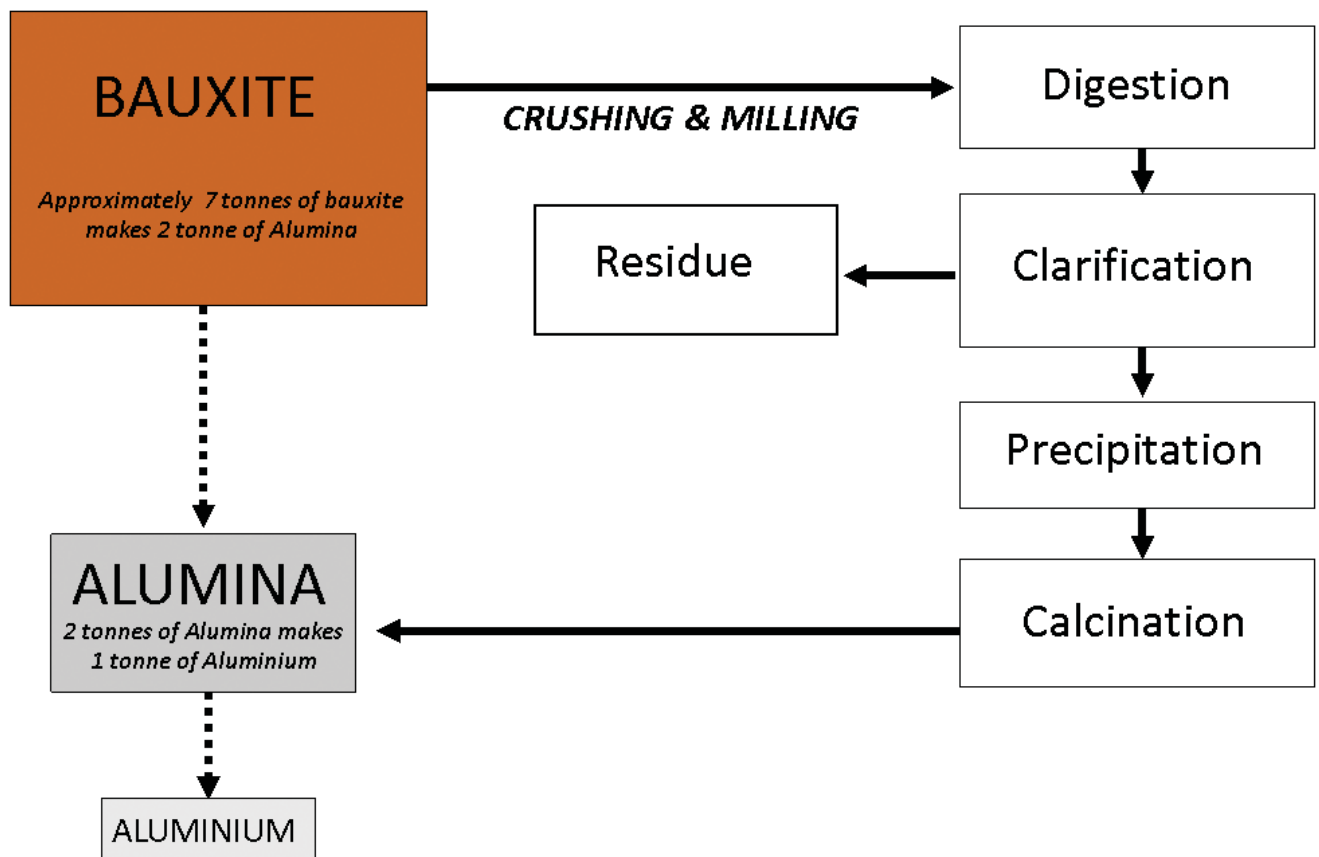 BAUXITE
Approximately 7 tonnes of bauxite
makes 2 tonne of Alumina
CRUSHING & MILLING
Digestion
Residue
Clarification
Precipitation
Calcination
ALUMINA
2 tonnes of Alumina makes
1 tonne of Aluminium
ALUMINIUM